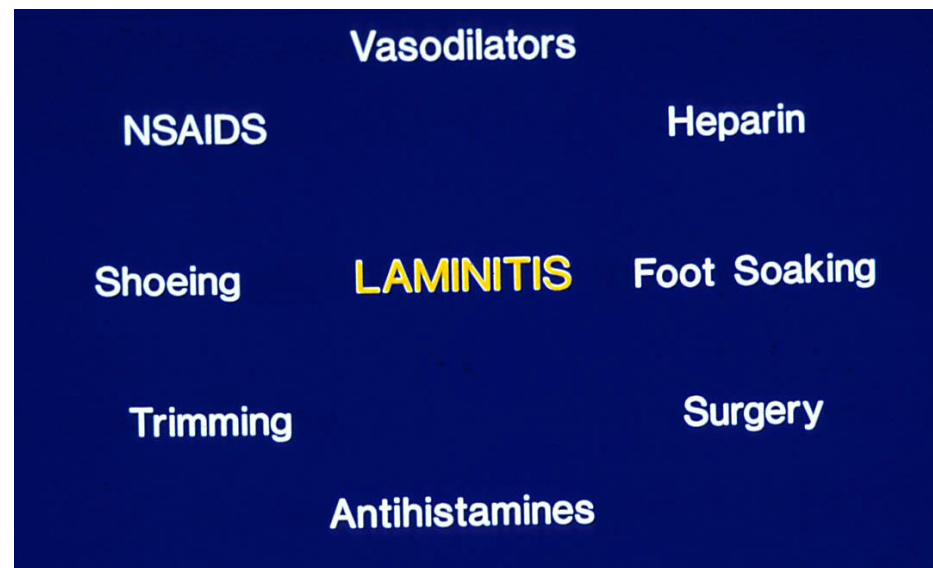 Vasodilators
NSAIDS
Heparin
Shoeing
LAMINITIS
Foot Soaking
Trimming
Surgery
Antihistamines